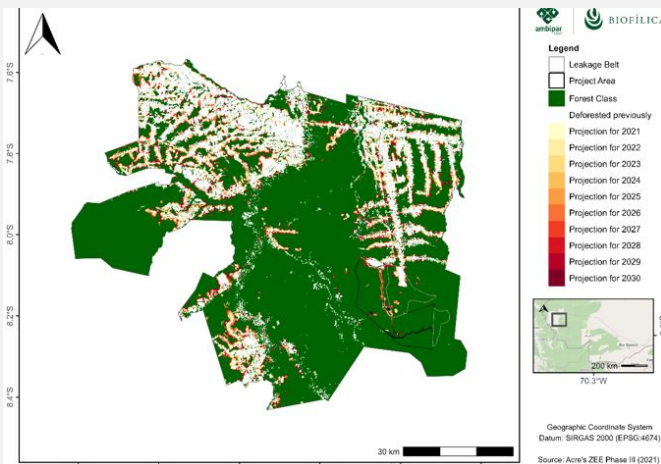 ambipar
BIOFÍLICA
Legend
Leakage Belt
Project Area
Forest Class
Deforested previously
Projection for 2021
Projection for 2022
Projection for 2023
Projection for 2024
Projection for 2025
Projection for 2026
Projection for 2027
Projection for 2028
Projection for 2029
Projection for 2030
7.6°S
7.8°S
8.0°S
8.2°S
8.4°S
30 km
200 km
70.3°W
Geographic Coordinate System
Datum: SIRGAS 2000 (EPSG:4674)
Source: Acre's ZEE Phase III (2021)